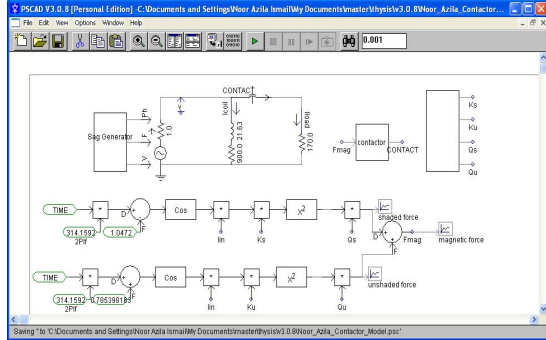 PSCAD V3.0.8 [Personal Edition] -C:\Documents and Settings\Noor Azila Ismail\My Documents\master\thysis\v3.0.8\Noor_Azila_Contactor...
File Edit View Options Window Help
0.001
Sag Generator
Ph
F
V
V
1.0
CONTACT
Icoil
21.63
900.0
Iload
170.0
Fmag
contactor
CONTACT
Ks
Ku
Qs
Qu
TIME
*
314.1592
2PIf
D
+
-
F
1.0472
Cos
*
Iin
*
Ks
X²
*
Qs
shaded force
D
+
+
F
Fmag
magnetic force
TIME
*
314.1592
2PIf
D
+
F
0.785398163
Cos
*
Iin
*
Ku
X²
*
Qu
unshaded force
Saving '' to 'C:\Documents and Settings\Noor Azila Ismail\My Documents\master\thysis\v3.0.8\Noor_Azila_Contactor_Model.psc'